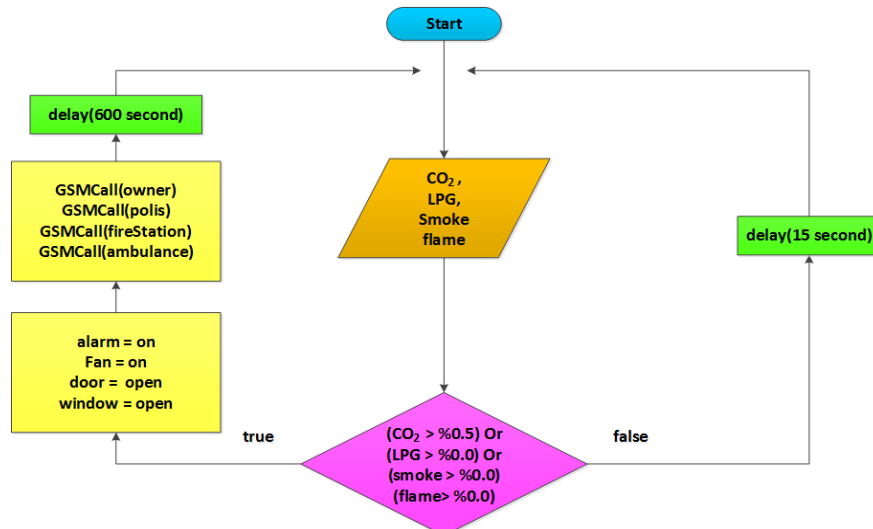 Start
delay(600 second)
GSMCall(owner)
GSMCall(polis)
GSMCall(fireStation)
GSMCall(ambulance)
CO₂ ,
LPG,
Smoke
flame
delay(15 second)
alarm = on
Fan = on
door = open
window = open
true
(CO₂ > %0.5) Or
(LPG > %0.0) Or
(smoke > %0.0)
(flame> %0.0)
false